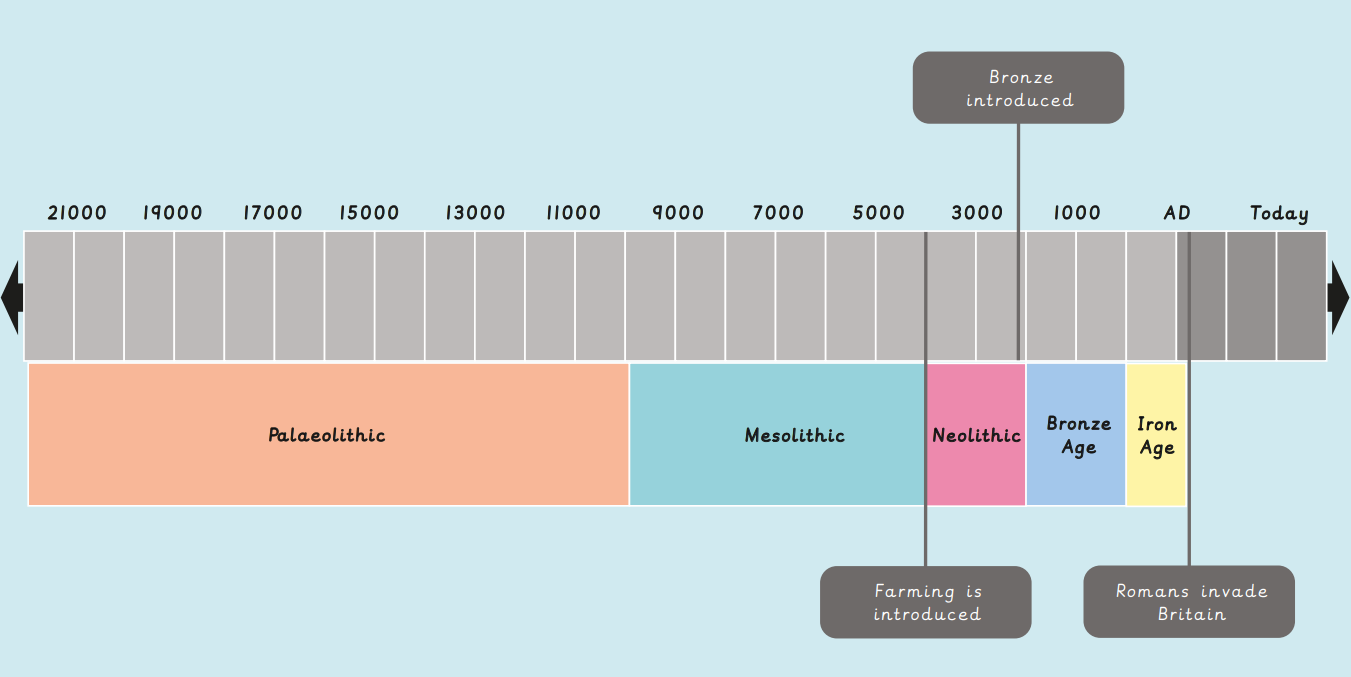 Bronze
introduced
21000 19000 17000 15000 13000 11000 9000 7000 5000 3000 1000 AD Today
Palaeolithic
Mesolithic
Neolithic
Bronze
Age
Iron
Age
Farming is
introduced
Romans invade
Britain